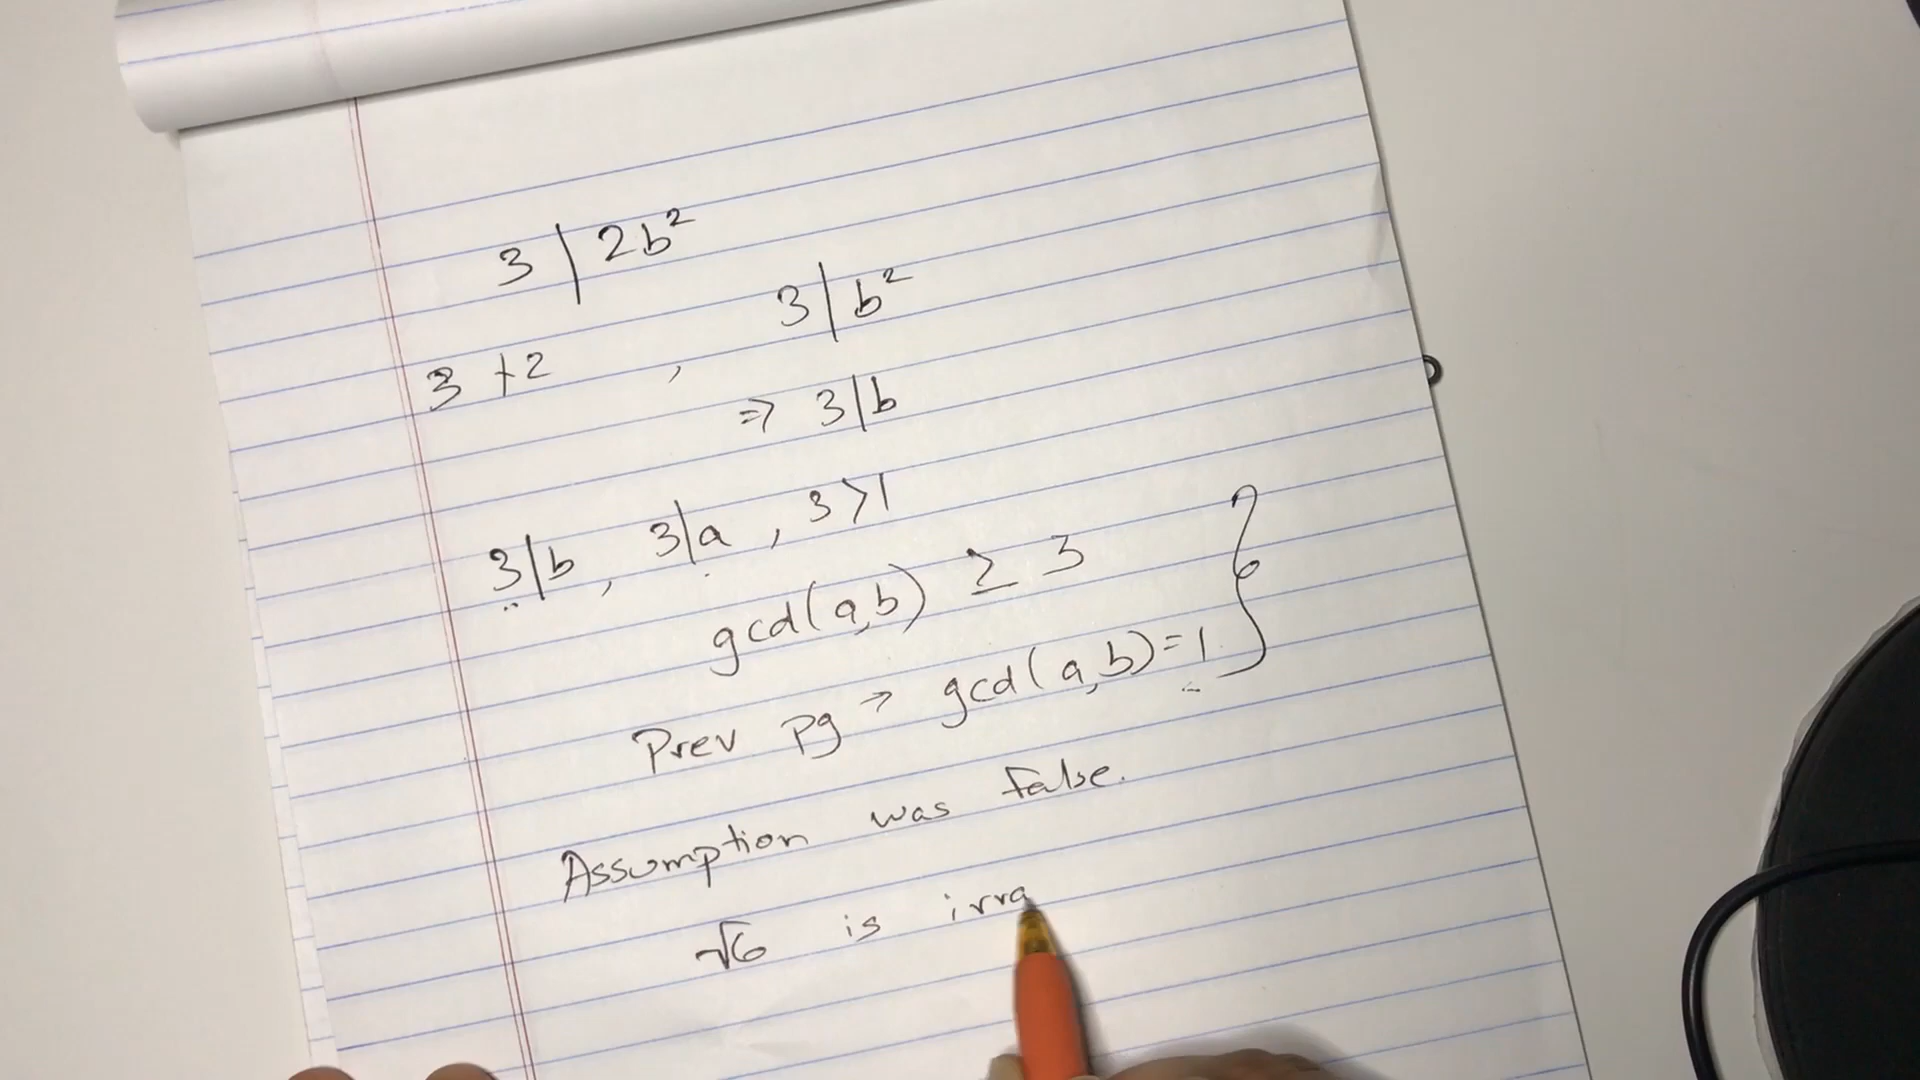 3 | 2b²
3 ∤ 2 , 3 | b²
⇒ 3 | b
3 | b , 3 | a , 3 > 1
gcd(a,b) ≥ 3
Prev pg → gcd(a,b) = 1
Assumption was false.
√6 is irra